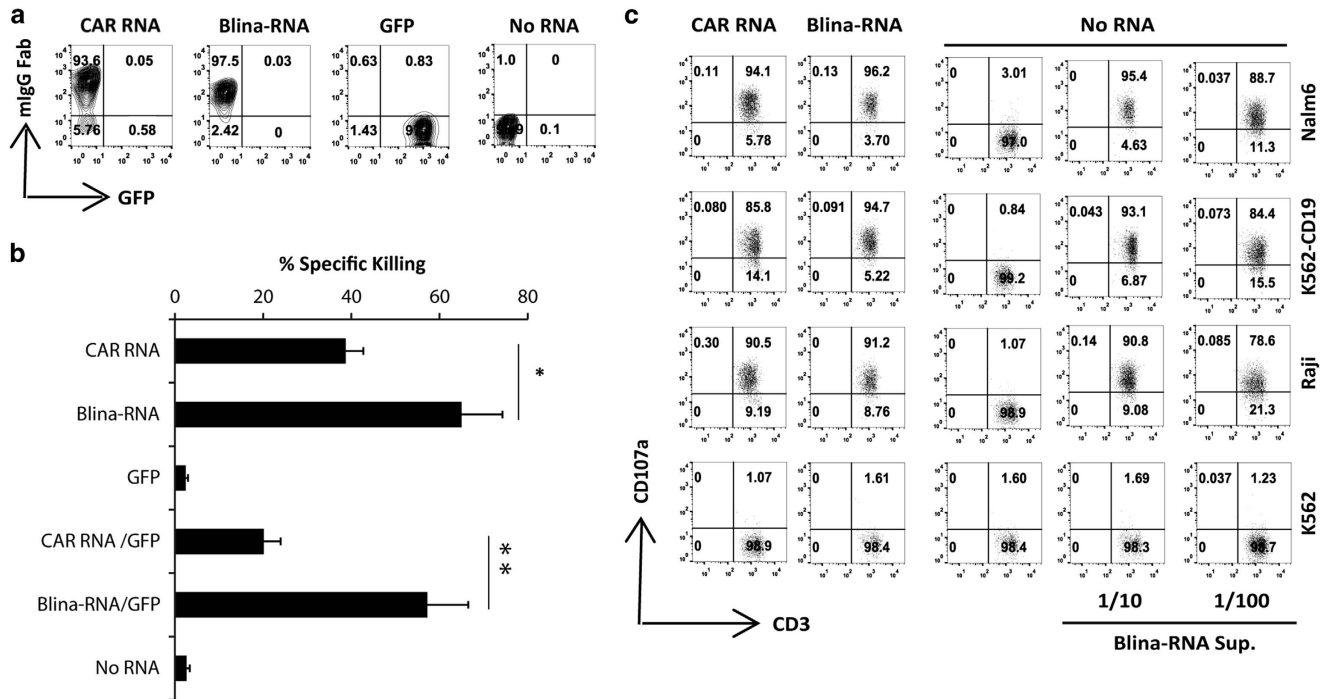 a
CAR RNA Blina-RNA GFP No RNA
93.6 0.05 97.5 0.03 0.63 0.83 1.0 0
5.76 0.58 2.42 0 1.43 0.1
mIgG Fab
GFP
b
% Specific Killing
0 20 40 60 80
CAR RNA
Blina-RNA
GFP
CAR RNA /GFP
Blina-RNA/GFP
No RNA
*
**
c
CAR RNA Blina-RNA No RNA
0.11 94.1 0.13 96.2 0 3.01 0 95.4 0.037 88.7
0 5.78 0 3.70 0 97.0 0 4.63 0 11.3
Nalm6
0.080 85.8 0.091 94.7 0 0.84 0.043 93.1 0.073 84.4
0 14.1 0 5.22 0 99.2 0 6.87 0 15.5
K562-CD19
0.30 90.5 0 91.2 0 1.07 0.14 90.8 0.085 78.6
0 9.19 0 8.76 0 98.9 0 9.08 0 21.3
Raji
0 1.07 0 1.61 0 1.60 0 1.69 0.037 1.23
0 98.9 0 98.4 0 98.4 0 98.3 0 98.7
K562
CD107a
CD3
1/10 1/100
Blina-RNA Sup.